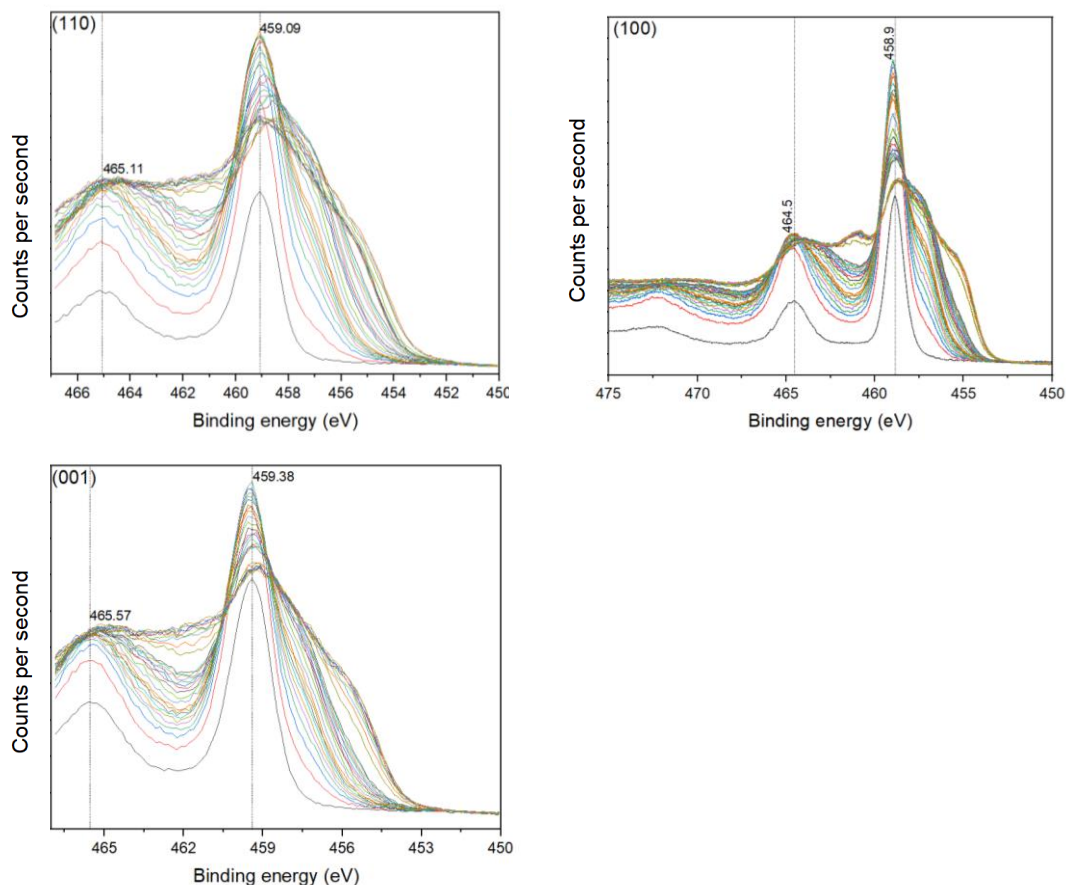 (110)
459.09
465.11
Counts per second
466 464 462 460 458 456 454 452 450
Binding energy (eV)
(100)
458.9
464.5
Counts per second
475 470 465 460 455 450
Binding energy (eV)
(001)
459.38
465.57
Counts per second
465 462 459 456 453 450
Binding energy (eV)